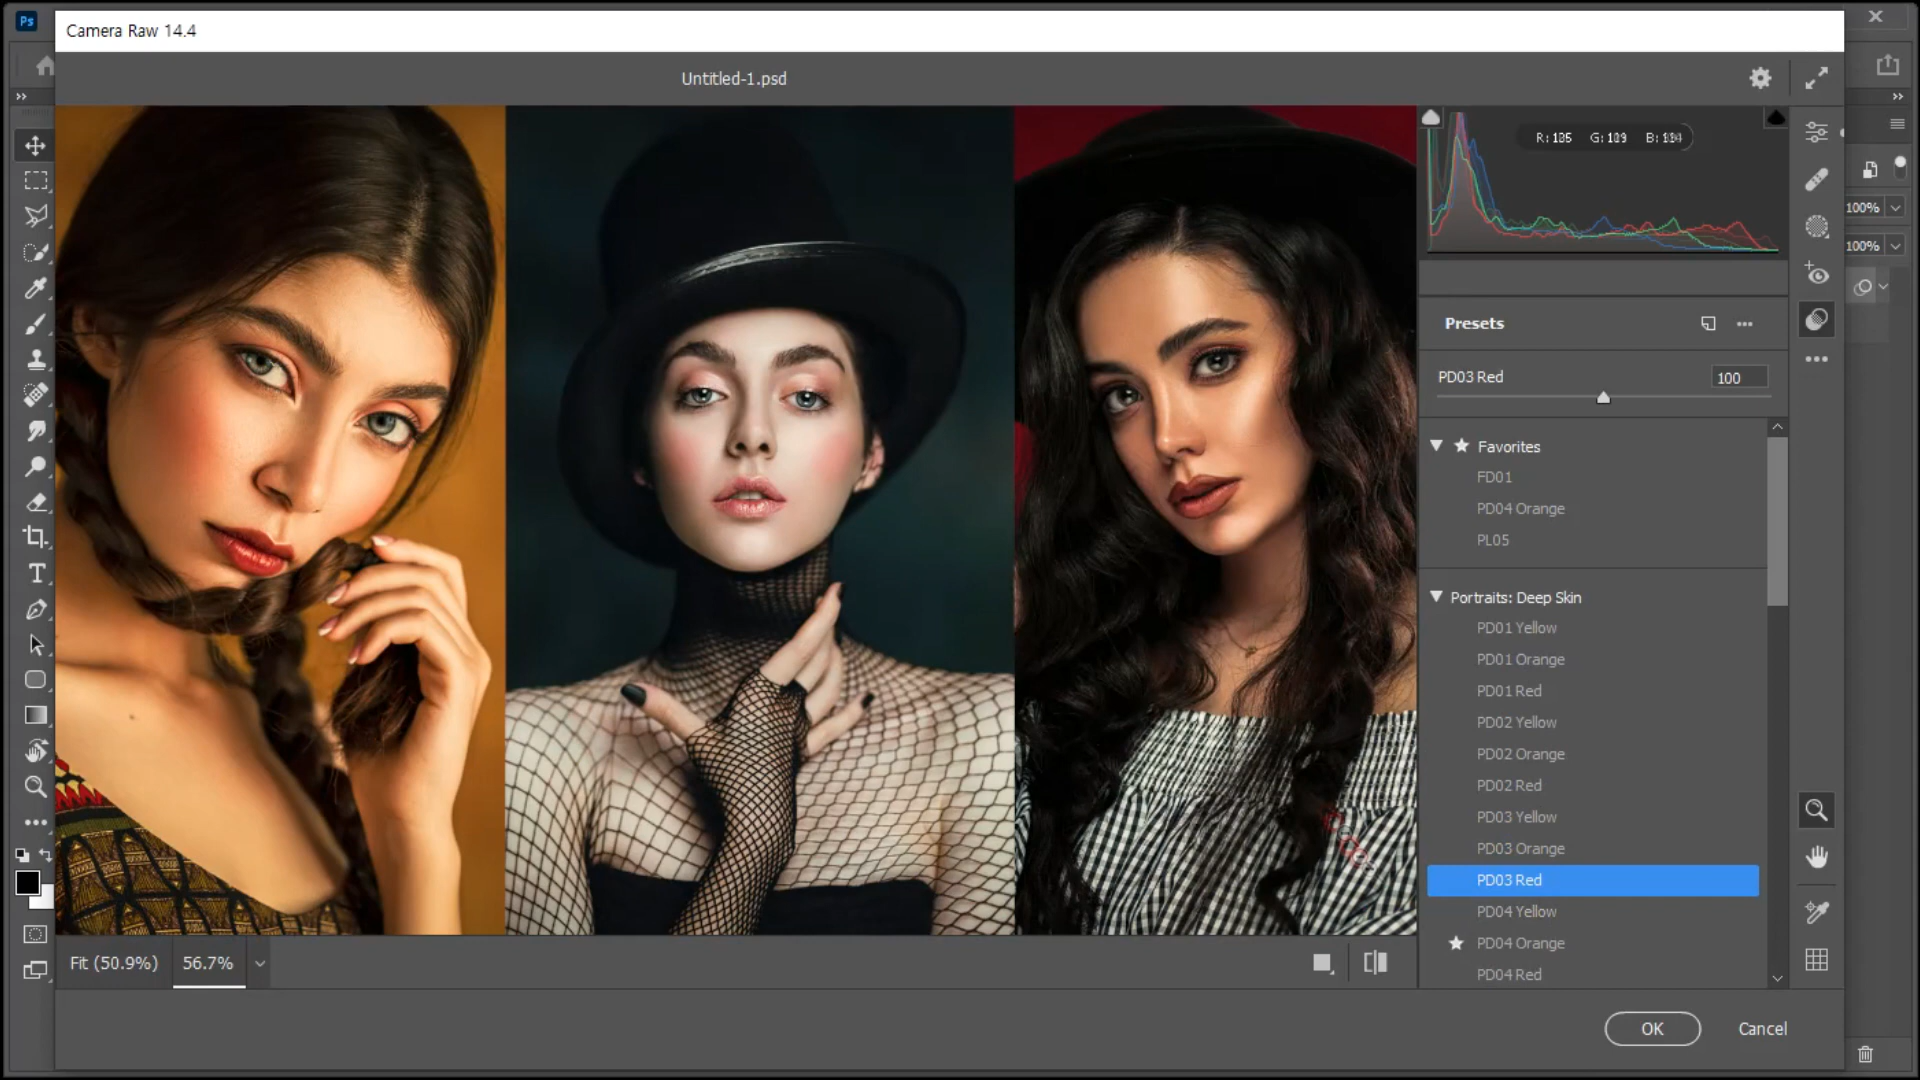 Ps
Camera Raw 14.4
Untitled-1.psd
R: 135 G: 109
Presets
PD03 Red
100
Favorites
FD01
PD04 Orange
PL05
Portraits: Deep Skin
PD01 Yellow
PD01 Orange
PD01 Red
PD02 Yellow
PD02 Orange
PD02 Red
PD03 Yellow
PD03 Orange
PD03 Red
PD04 Yellow
PD04 Orange
PD04 Red
100%
100%
Fit (50.9%)
56.7%
OK
Cancel